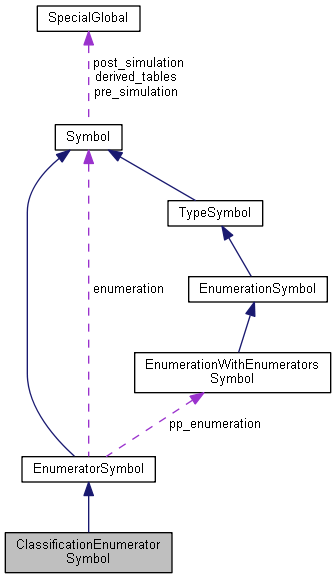 SpecialGlobal
post_simulation
derived_tables
pre_simulation
Symbol
TypeSymbol
enumeration
EnumerationSymbol
EnumerationWithEnumerators
Symbol
pp_enumeration
EnumeratorSymbol
ClassificationEnumerator
Symbol